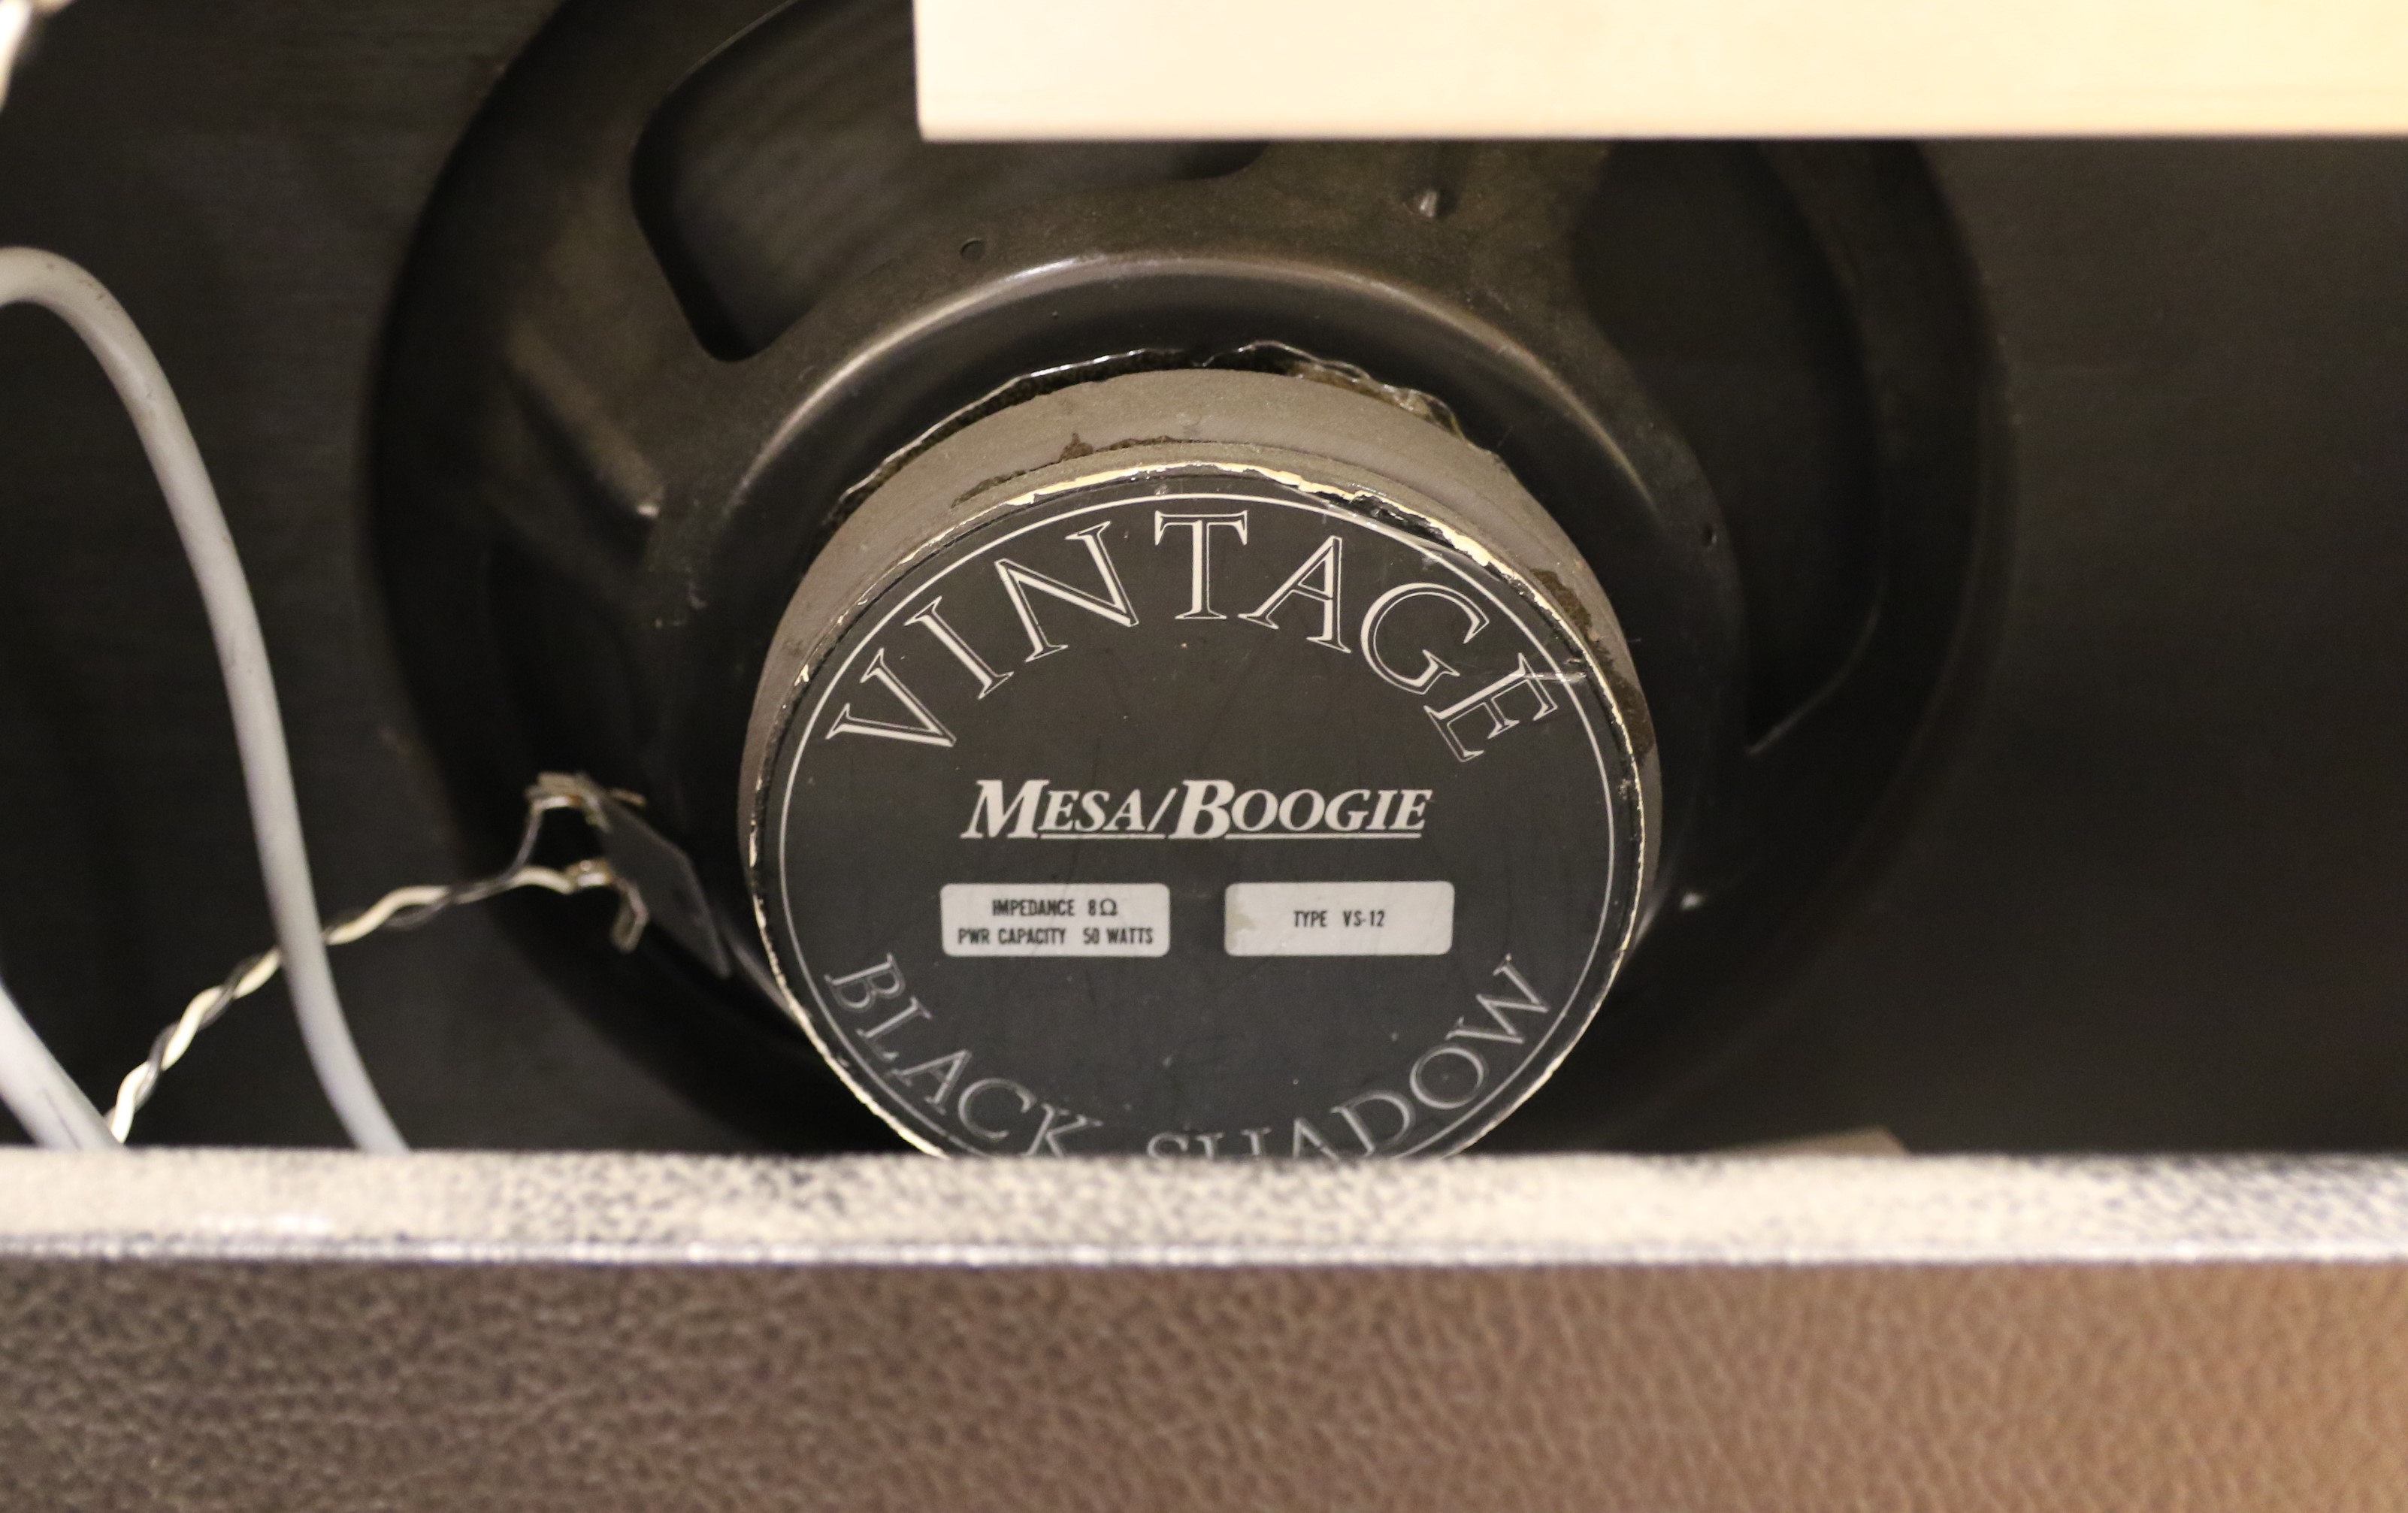 VINTAGE
MESA/BOOGIE
IMPEDANCE 8Ω
PWR CAPACITY 50 WATTS
TYPE VS-12
BLACK SHADOW